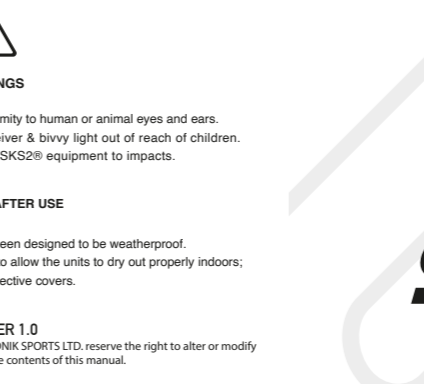 NGS
mity to human or animal eyes and ears.
iver & bivvy light out of reach of children.
SKS2® equipment to impacts.
AFTER USE
een designed to be weatherproof.
o allow the units to dry out properly indoors;
ective covers.
ER 1.0
ONIK SPORTS LTD. reserve the right to alter or modify
e contents of this manual.